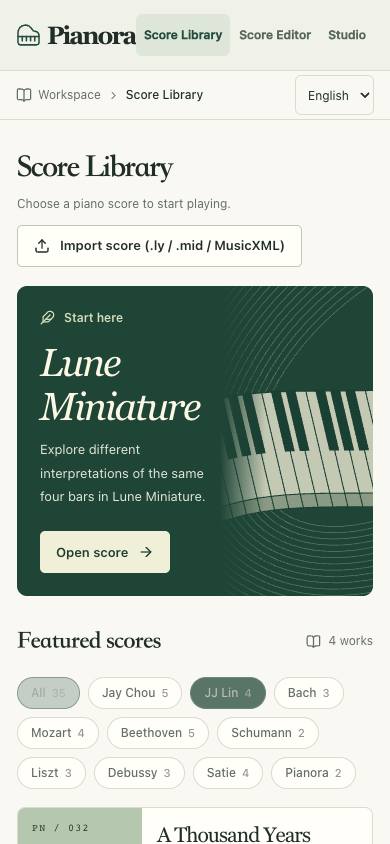 Pianora Score Library Score Editor Studio
Workspace > Score Library English
Score Library
Choose a piano score to start playing.
Import score (.ly / .mid / MusicXML)
Start here
Lune
Miniature
Explore different
interpretations of the same
four bars in Lune Miniature.
Open score →
Featured scores 4 works
All 35 Jay Chou 5 JJ Lin 4 Bach 3
Mozart 4 Beethoven 5 Schumann 2
Liszt 3 Debussy 3 Satie 4 Pianora 2
PN / 032
A Thousand Years